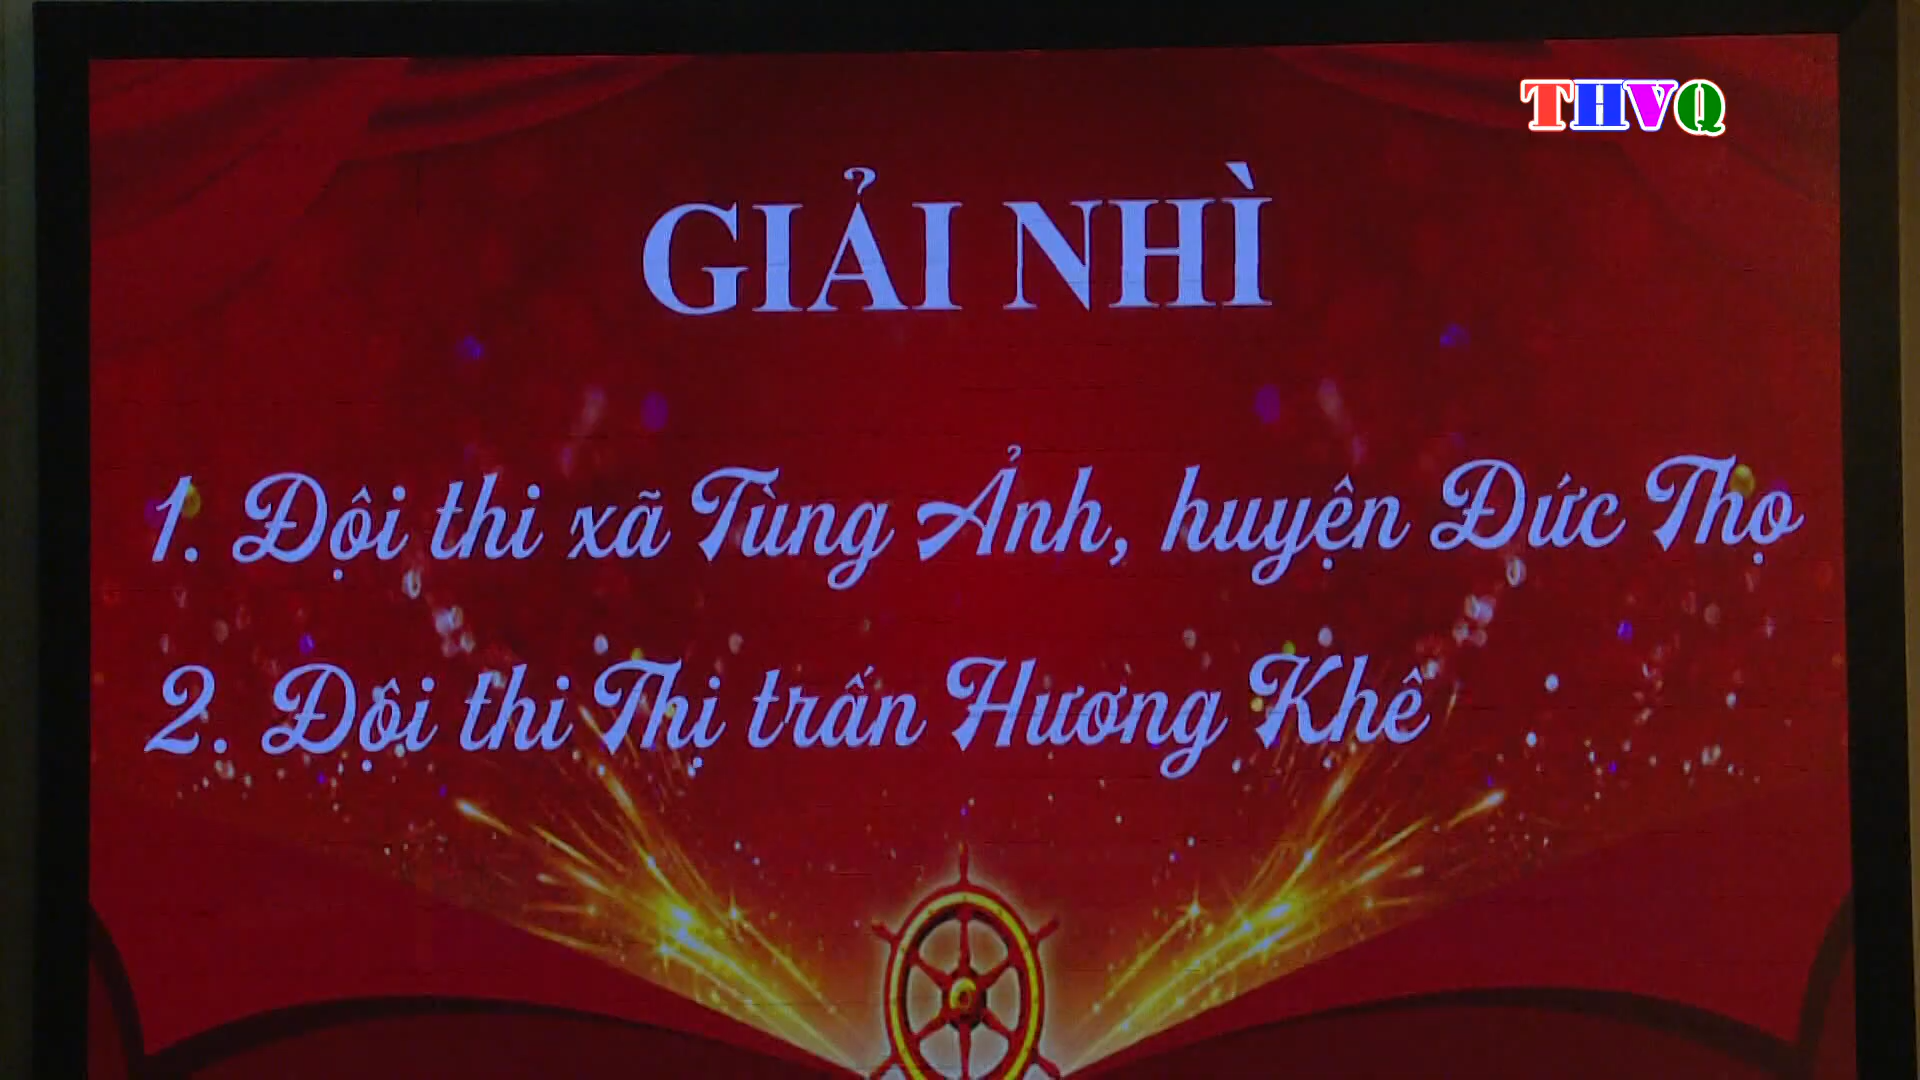 THVQ
GIẢI NHÌ
1. Đội thi xã Tùng Ảnh, huyện Đức Thọ
2. Đội thi Thị trấn Hương Khê